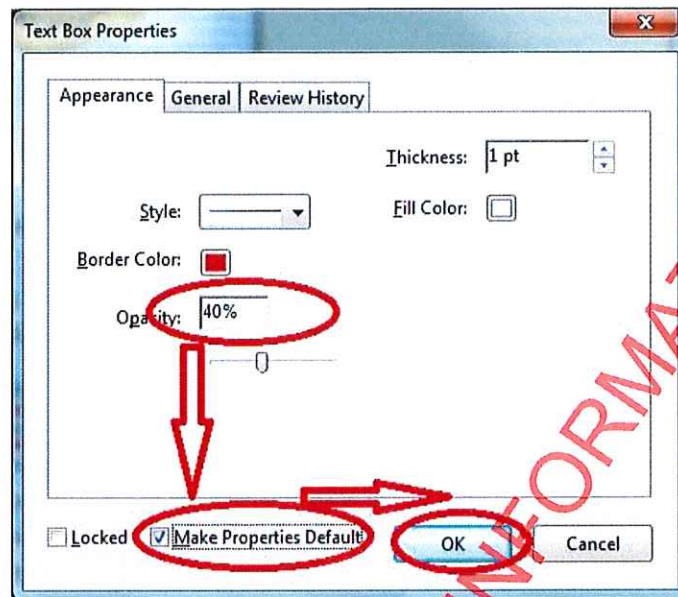 Text Box Properties
x
Appearance General Review History
Thickness: 1 pt
Style:
Fill Color:
Border Color:
Opacity: 40%
Locked Make Properties Default OK Cancel